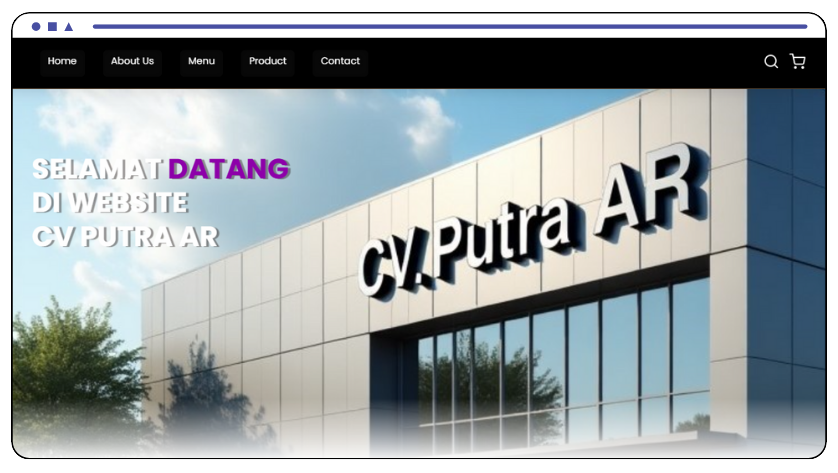 Home About Us Menu Product Contact
SELAMAT DATANG
DI WEBSITE
CV PUTRA AR
CV.Putra AR